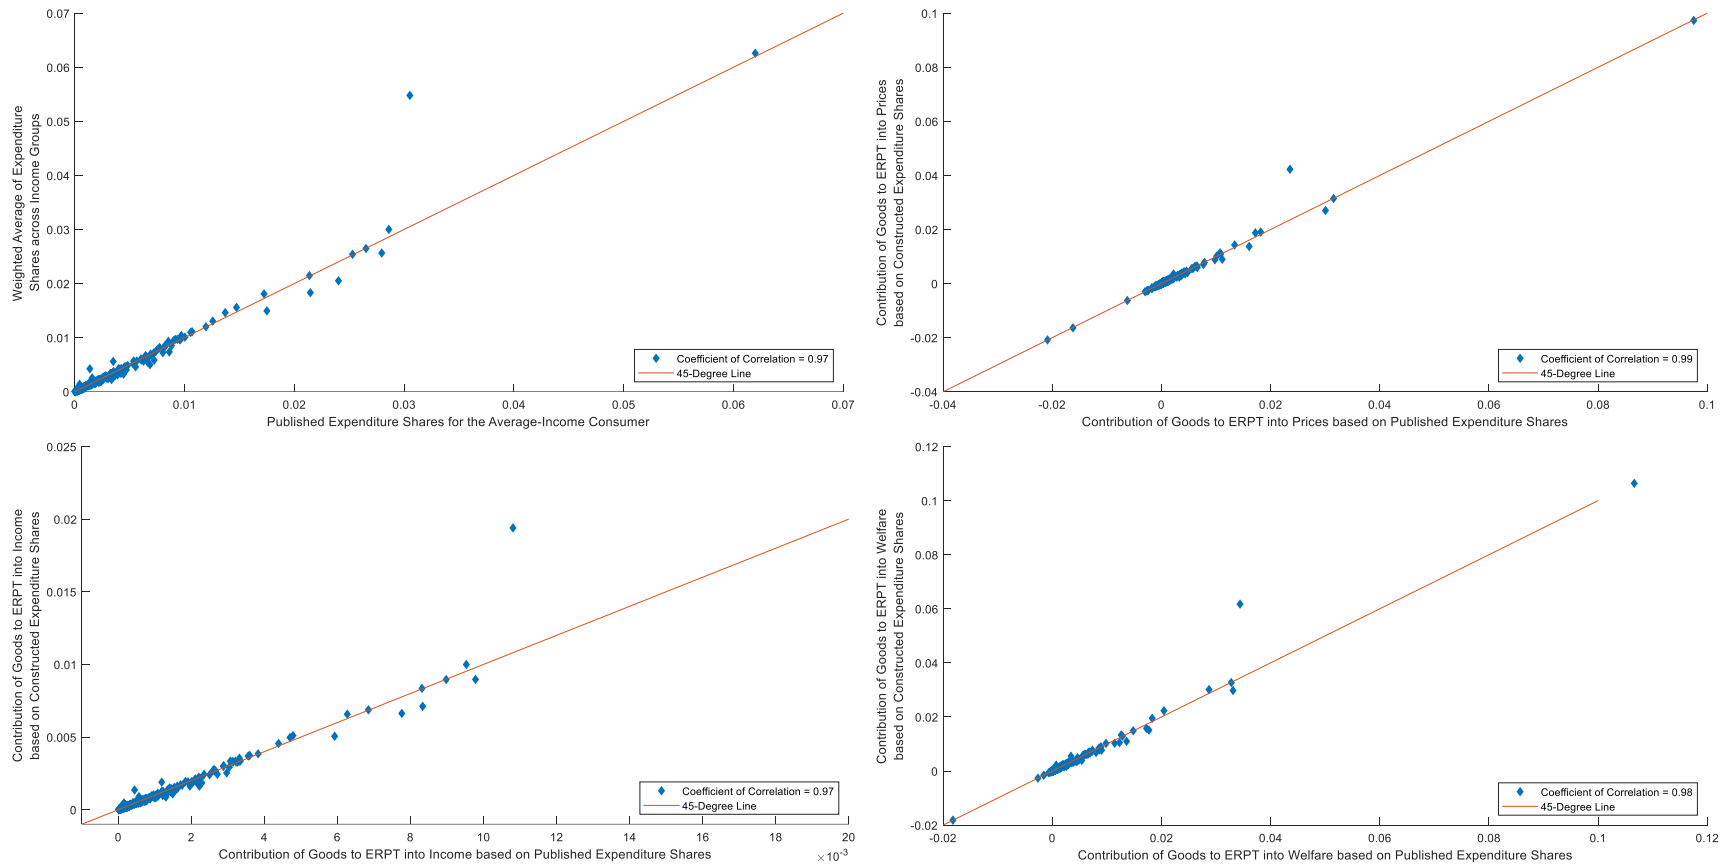 0.07
0.06
0.05
0.04
0.03
0.02
0.01
0
Weighted Average of Expenditure
Shares across Income Groups
Coefficient of Correlation = 0.97
45-Degree Line
0 0.01 0.02 0.03 0.04 0.05 0.06 0.07
Published Expenditure Shares for the Average-Income Consumer
0.1
0.08
0.06
0.04
0.02
0
-0.02
-0.04
Contribution of Goods to ERPT into Prices
based on Constructed Expenditure Shares
Coefficient of Correlation = 0.99
45-Degree Line
-0.04 -0.02 0 0.02 0.04 0.06 0.08 0.1
Contribution of Goods to ERPT into Prices based on Published Expenditure Shares
0.025
0.02
0.015
0.01
0.005
0
Contribution of Goods to ERPT into Income
based on Constructed Expenditure Shares
Coefficient of Correlation = 0.97
45-Degree Line
0 2 4 6 8 10 12 14 16 18 20
×10-3
Contribution of Goods to ERPT into Income based on Published Expenditure Shares
0.12
0.1
0.08
0.06
0.04
0.02
0
-0.02
Contribution of Goods to ERPT into Welfare
based on Constructed Expenditure Shares
Coefficient of Correlation = 0.98
45-Degree Line
-0.02 0 0.02 0.04 0.06 0.08 0.1 0.12
Contribution of Goods to ERPT into Welfare based on Published Expenditure Shares